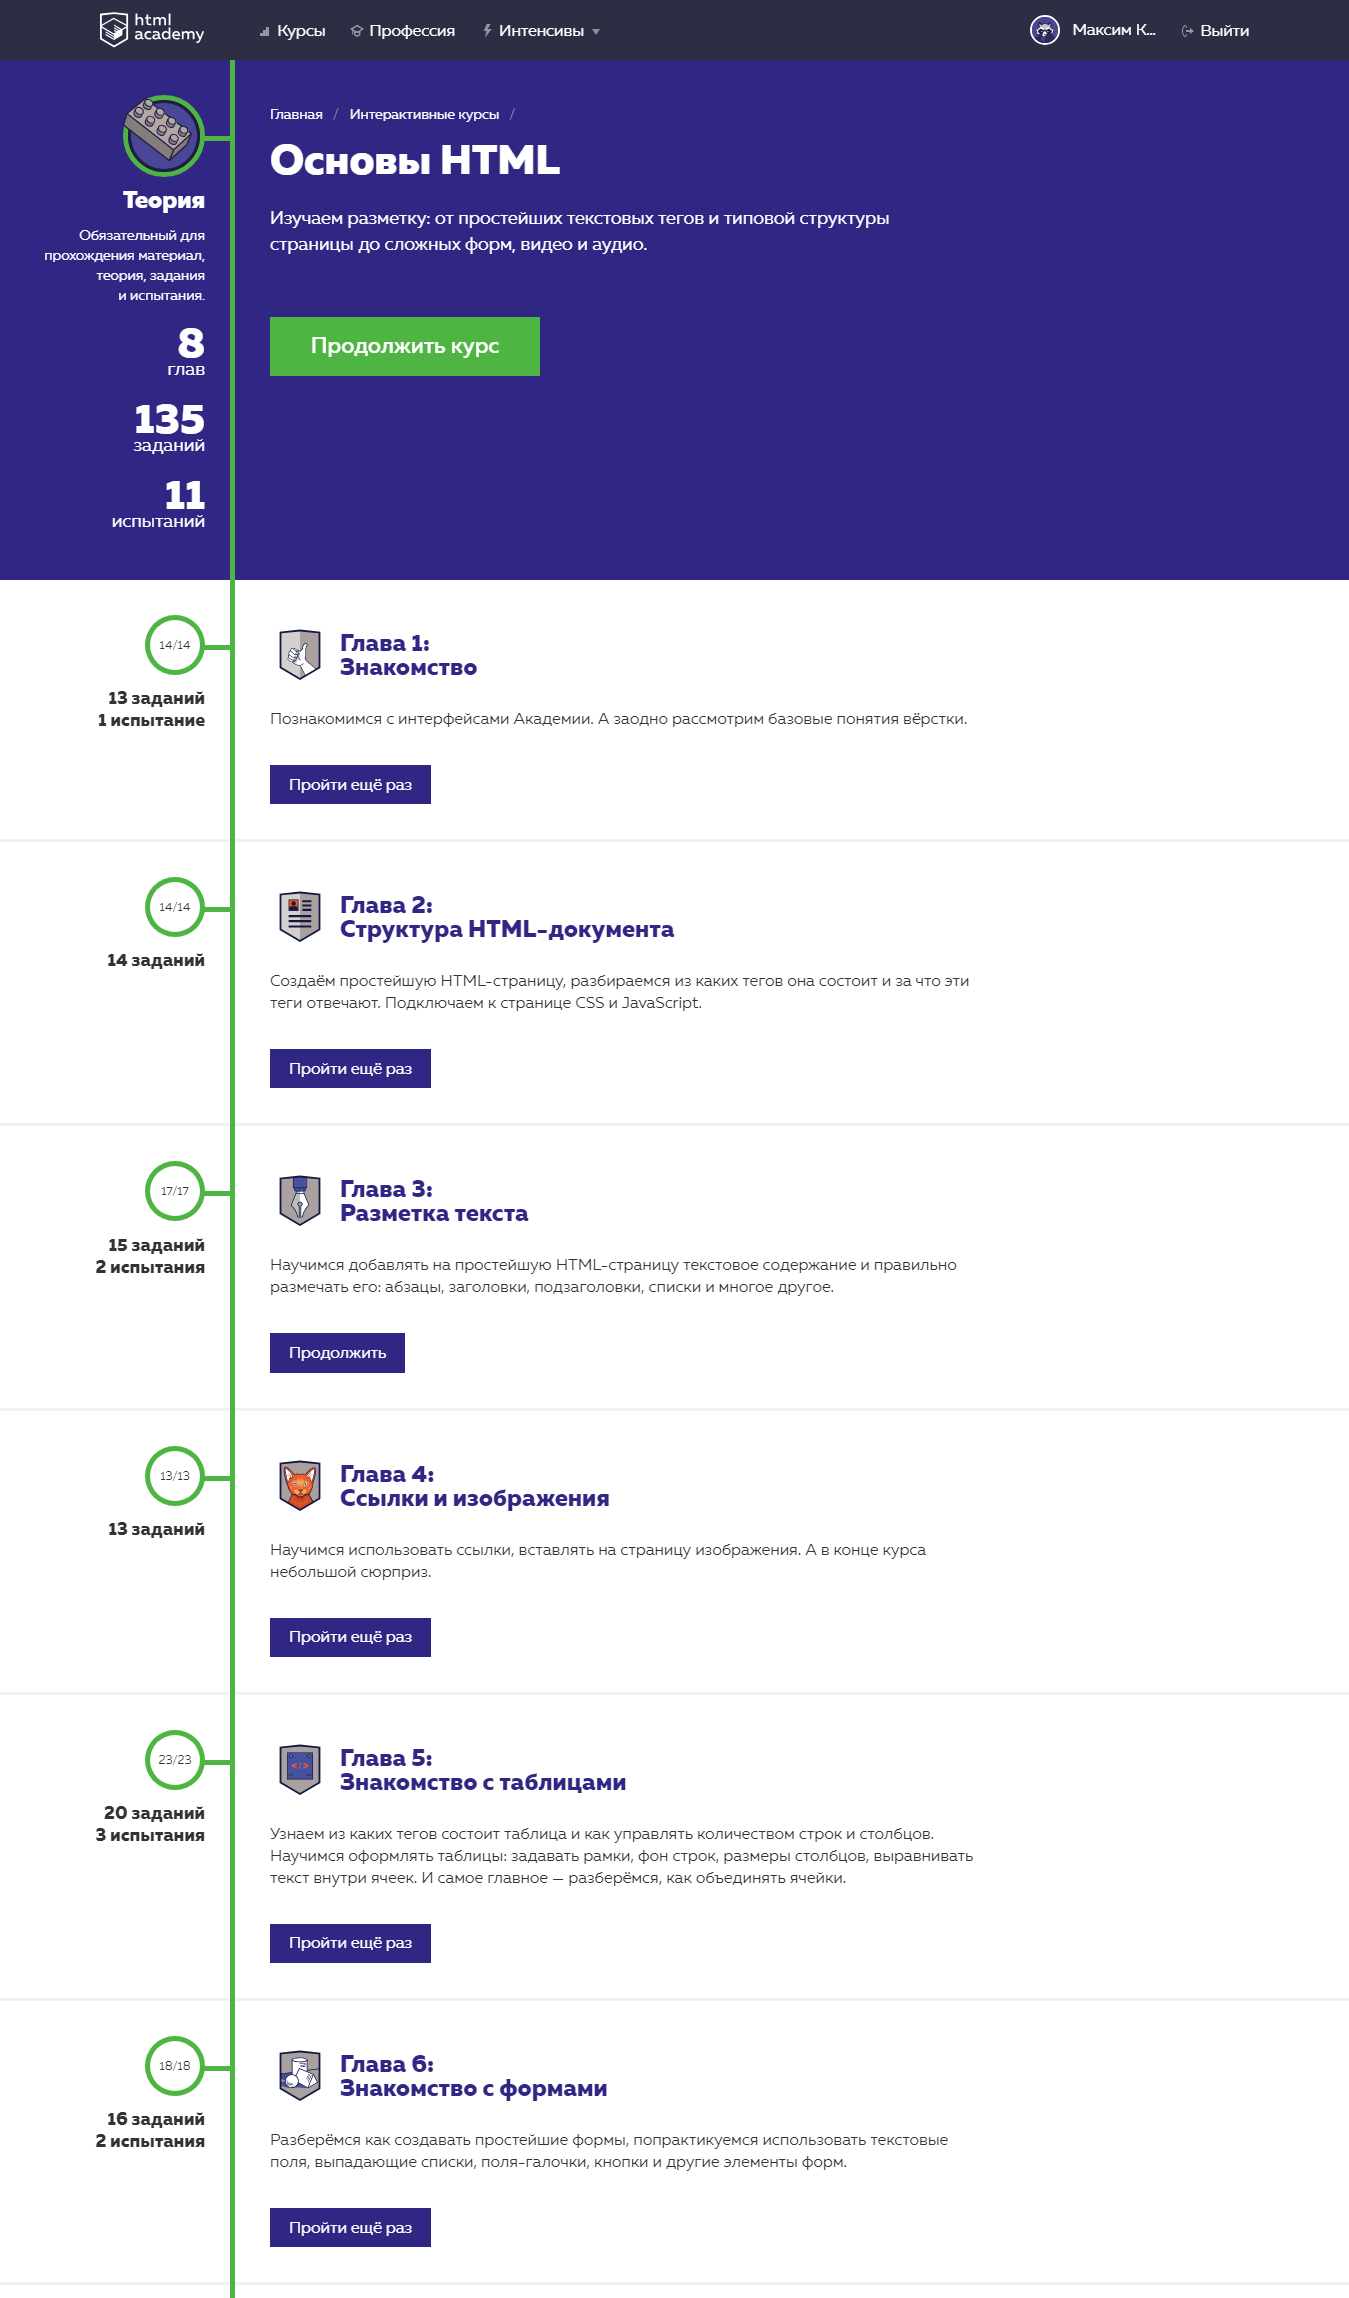 html
academy
Курсы
Профессия
Интенсивы
Максим К...
Выйти
Теория
Обязательный для
прохождения материал,
теория, задания
и испытания.
8
глав
135
заданий
11
испытаний
Главная / Интерактивные курсы /
Основы HTML
Изучаем разметку: от простейших текстовых тегов и типовой структуры
страницы до сложных форм, видео и аудио.
Продолжить курс
14/14
13 заданий
1 испытание
Глава 1:
Знакомство
Познакомимся с интерфейсами Академии. А заодно рассмотрим базовые понятия вёрстки.
Пройти ещё раз
14/14
14 заданий
Глава 2:
Структура HTML-документа
Создаём простейшую HTML-страницу, разбираемся из каких тегов она состоит и за что эти
теги отвечают. Подключаем к странице CSS и JavaScript.
Пройти ещё раз
17/17
15 заданий
2 испытания
Глава 3:
Разметка текста
Научимся добавлять на простейшую HTML-страницу текстовое содержание и правильно
размечать его: абзацы, заголовки, подзаголовки, списки и многое другое.
Продолжить
13/13
13 заданий
Глава 4:
Ссылки и изображения
Научимся использовать ссылки, вставлять на страницу изображения. А в конце курса
небольшой сюрприз.
Пройти ещё раз
23/23
20 заданий
3 испытания
</>
Глава 5:
Знакомство с таблицами
Узнаем из каких тегов состоит таблица и как управлять количеством строк и столбцов.
Научимся оформлять таблицы: задавать рамки, фон строк, размеры столбцов, выравнивать
текст внутри ячеек. И самое главное — разберёмся, как объединять ячейки.
Пройти ещё раз
18/18
16 заданий
2 испытания
Глава 6:
Знакомство с формами
Разберёмся как создавать простейшие формы, попрактикуемся использовать текстовые
поля, выпадающие списки, поля-галочки, кнопки и другие элементы форм.
Пройти ещё раз